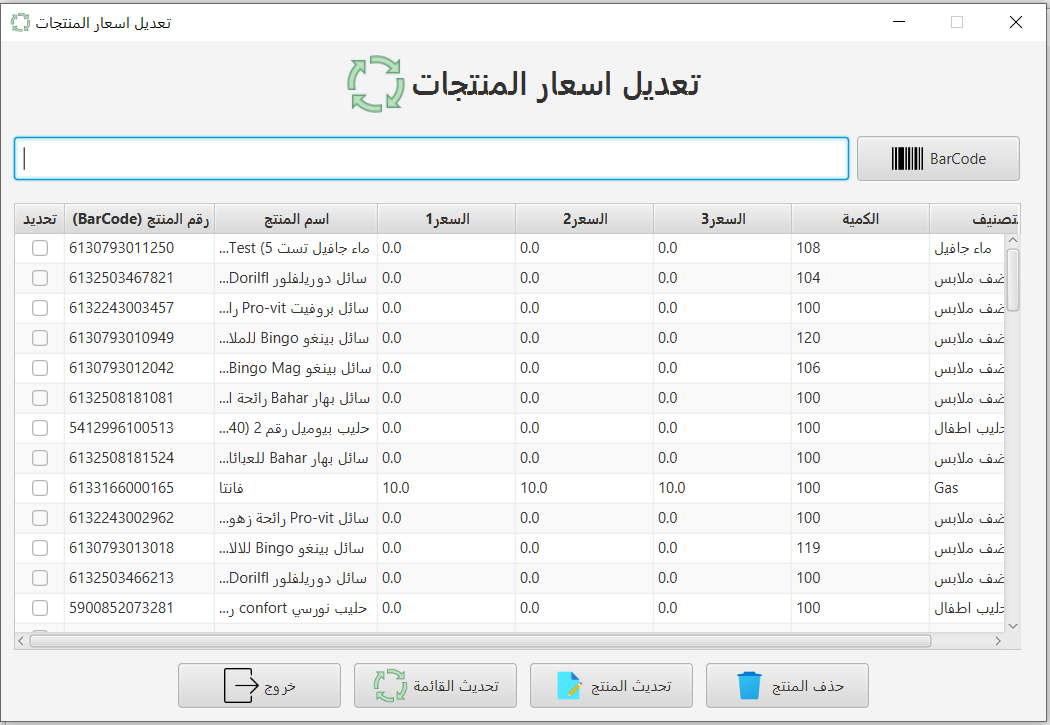 تعديل اسعار المنتجات
تعديل اسعار المنتجات
BarCode
تحديد رقم المنتج (BarCode) اسم المنتج السعر1 السعر2 السعر3 الكمية تصنيف
6130793011250 ماء جافيل تست Test (5... 0.0 0.0 0.0 108 ماء جافيل
6132503467821 سائل دوريلفلور Dorilfl... 0.0 0.0 0.0 104 ضف ملابس
6132243003457 سائل بروفيت Pro-vit را... 0.0 0.0 0.0 100 ضف ملابس
6130793010949 سائل بينغو Bingo للملا... 0.0 0.0 0.0 120 ضف ملابس
6130793012042 سائل بينغو Bingo Mag... 0.0 0.0 0.0 106 ضف ملابس
6132508181081 سائل بهار Bahar رائحة ا... 0.0 0.0 0.0 100 ضف ملابس
5412996100513 حليب بيوميل رقم 2 (40... 0.0 0.0 0.0 100 حليب اطفال
6132508181524 سائل بهار Bahar للعبائا... 0.0 0.0 0.0 100 ضف ملابس
6133166000165 فانتا 10.0 10.0 10.0 100 Gas
6132243002962 سائل Pro-vit رائحة زهو... 0.0 0.0 0.0 100 ضف ملابس
6130793013018 سائل بينغو Bingo للالا... 0.0 0.0 0.0 119 ضف ملابس
6132503466213 سائل دوريلفلور Dorilfl... 0.0 0.0 0.0 100 ضف ملابس
5900852073281 حليب نورسي confort ر... 0.0 0.0 0.0 100 حليب اطفال
خروج تحديث القائمة تحديث المنتج حذف المنتج